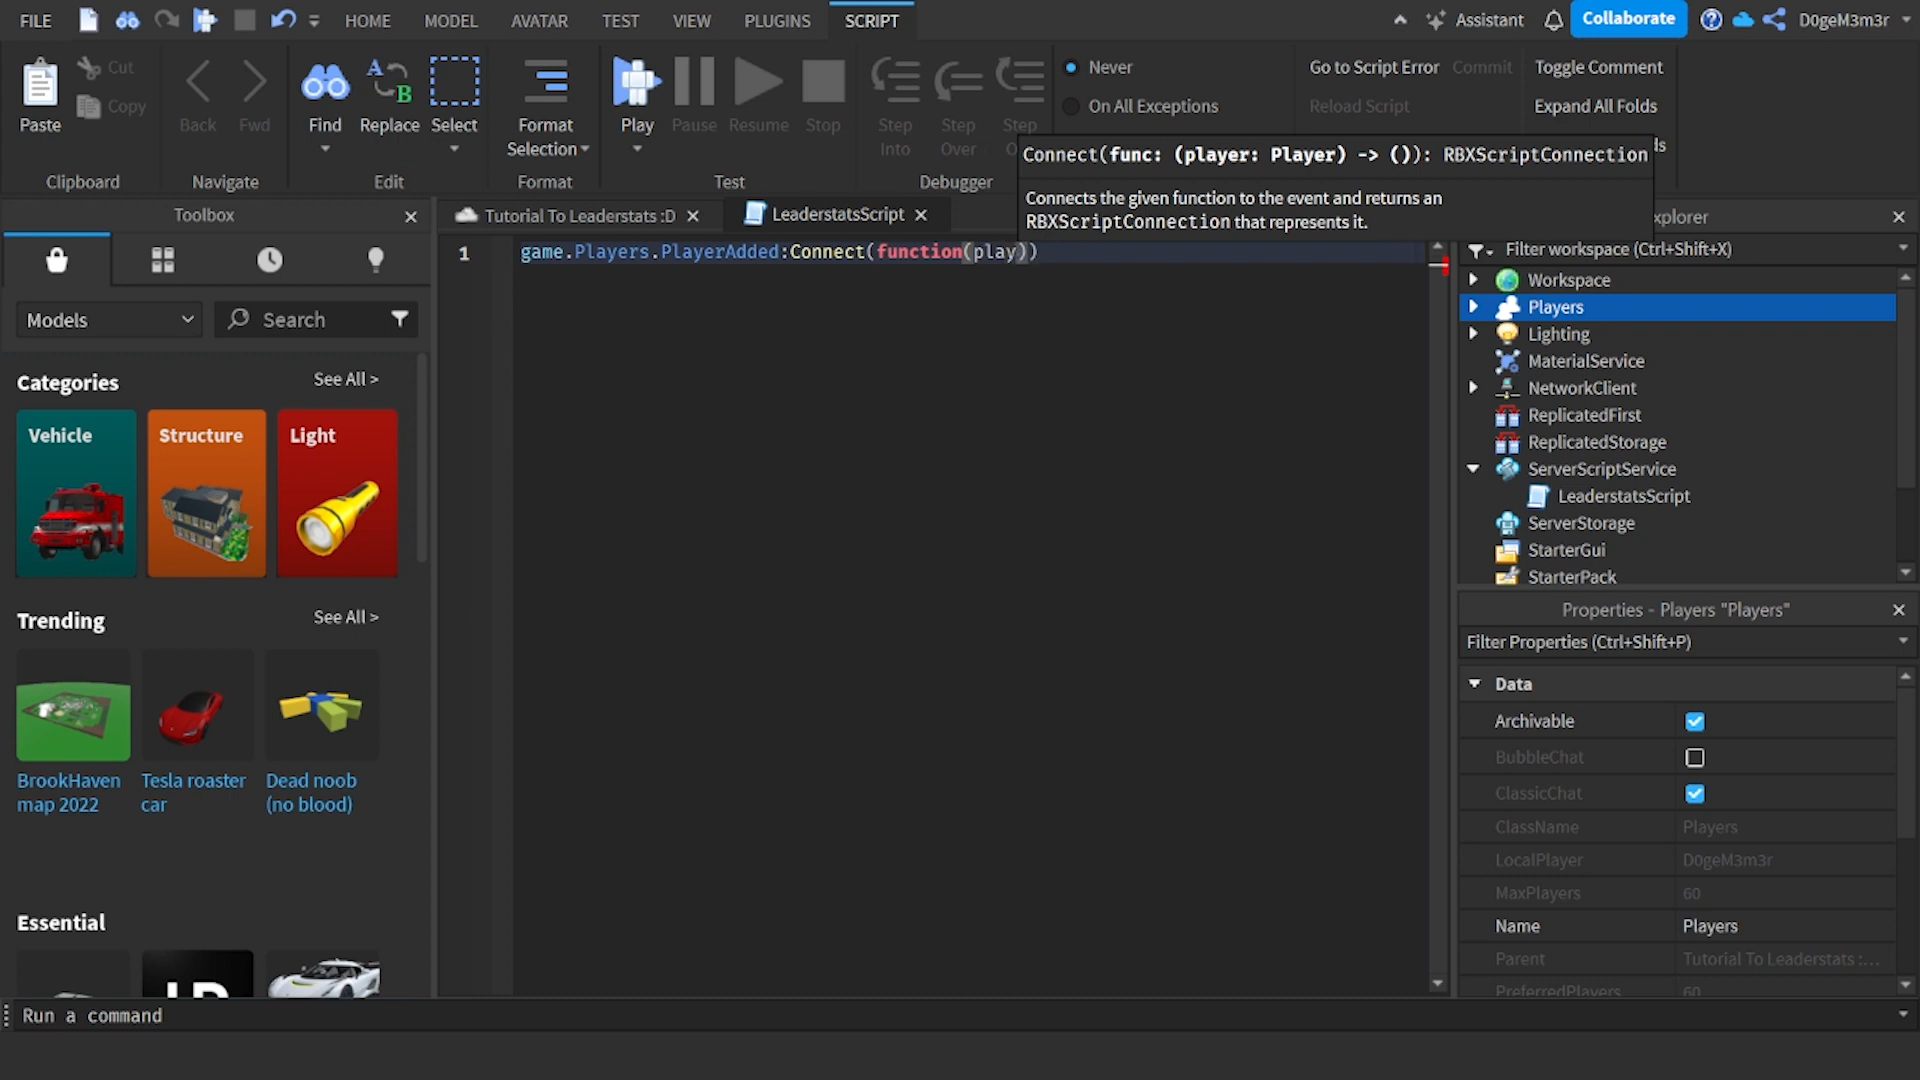 FILE HOME MODEL AVATAR TEST VIEW PLUGINS SCRIPT Assistant Collaborate D0geM3m3r
Paste Cut Copy Clipboard
Back Fwd Navigate
Find Replace Select Edit
A B
Format Selection Format
Play Pause Resume Stop Test
Step Into Step Over Step Debugger
Never
On All Exceptions
Go to Script Error Commit
Reload Script
Toggle Comment
Expand All Folds
Connect(func: (player: Player) -> ()): RBXScriptConnection
Connects the given function to the event and returns an
RBXScriptConnection that represents it.
Toolbox
Models Search
Categories See All >
Vehicle Structure Light
Trending See All >
BrookHaven map 2022
Tesla roaster car
Dead noob (no blood)
Essential
Tutorial To Leaderstats :D LeaderstatsScript
1 game.Players.PlayerAdded:Connect(function(play))
xplorer
Filter workspace (Ctrl+Shift+X)
Workspace
Players
Lighting
MaterialService
NetworkClient
ReplicatedFirst
ReplicatedStorage
ServerScriptService
LeaderstatsScript
ServerStorage
StarterGui
StarterPack
Properties - Players "Players"
Filter Properties (Ctrl+Shift+P)
Data
Archivable
BubbleChat
ClassicChat
ClassName Players
LocalPlayer D0geM3m3r
MaxPlayers 60
Name Players
Parent Tutorial To Leaderstats :...
PreferredPlayers 60
Run a command